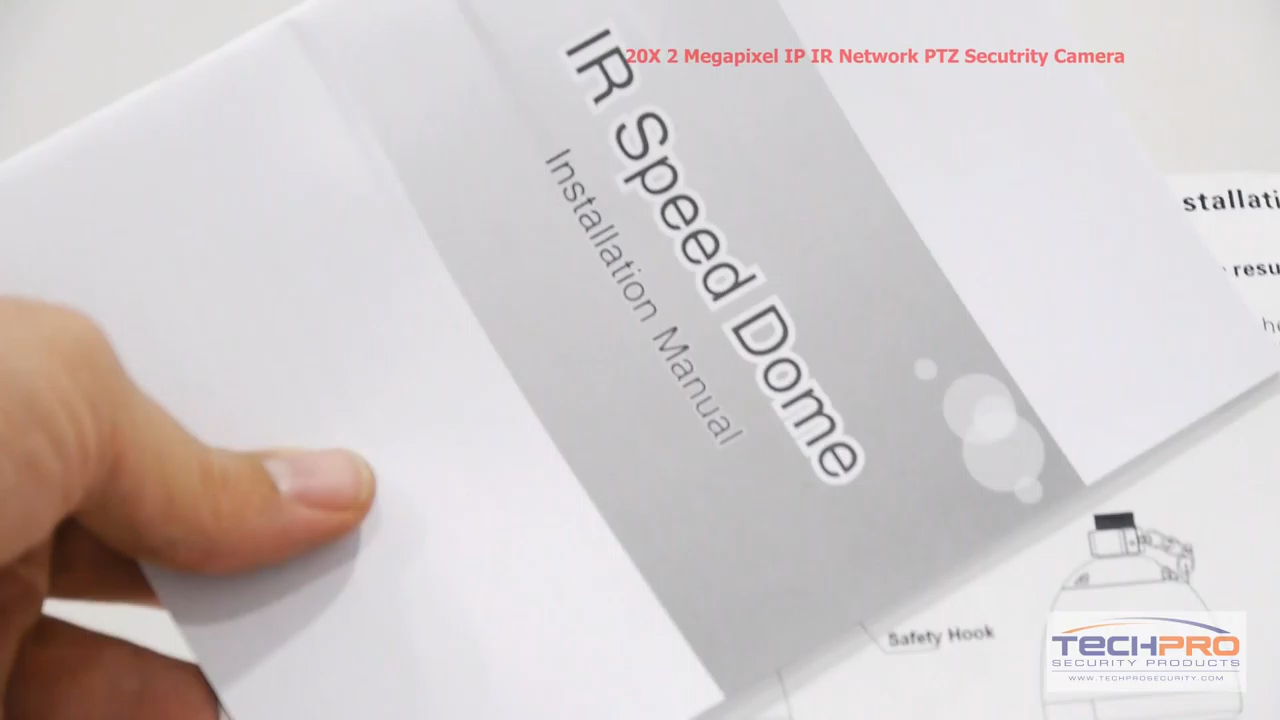 20X 2 Megapixel IP IR Network PTZ Secutrity Camera
IR Speed Dome
Installation Manual
stallati
resu
he
Safety Hook
TECHPRO
SECURITY PRODUCTS
WWW.TECHPROSECURITY.COM